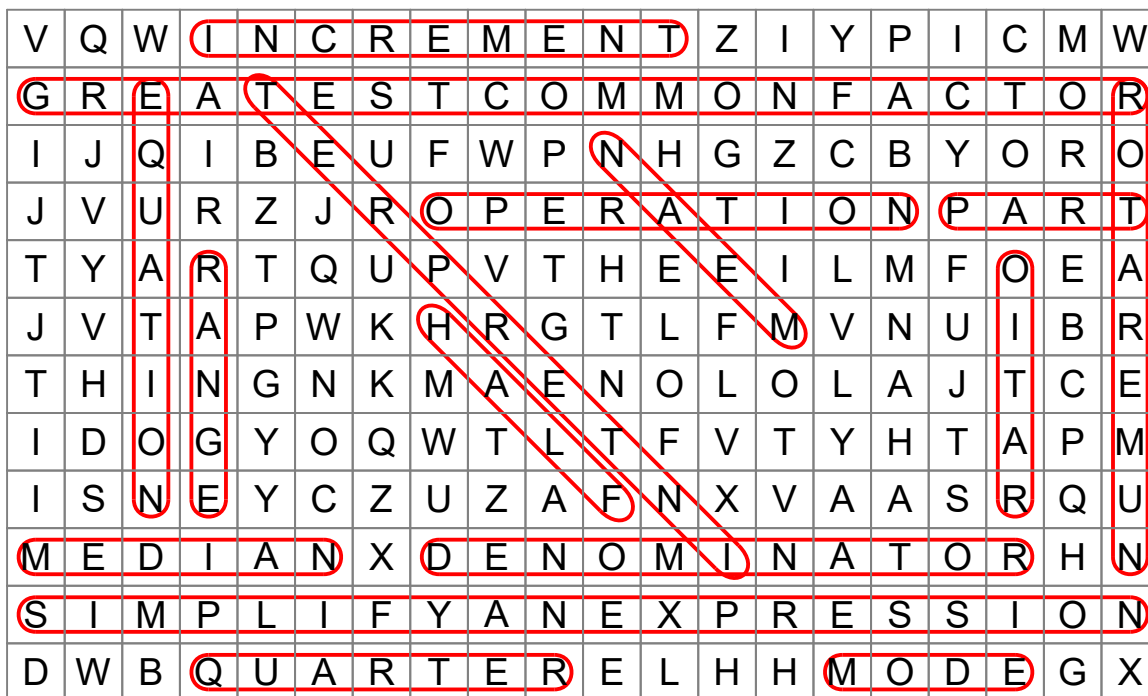 V Q W I N C R E M E N T Z I Y P I C M W
G R E A T E S T C O M M O N F A C T O R
I J Q I B E U F W P N H G Z C B Y O R O
J V U R Z J R O P E R A T I O N P A R T
T Y A R T Q U P V T H E E I L M F O E A
J V T A P W K H R G T L F M V N U I B R
T H I N G N K M A E N O L O L A J T C E
I D O G Y O Q W T L T F V T Y H T A P M
I S N E Y C Z U Z A F N X V A A S R Q U
M E D I A N X D E N O M I N A T O R H N
S I M P L I F Y A N E X P R E S S I O N
D W B Q U A R T E R E L H H M O D E G X